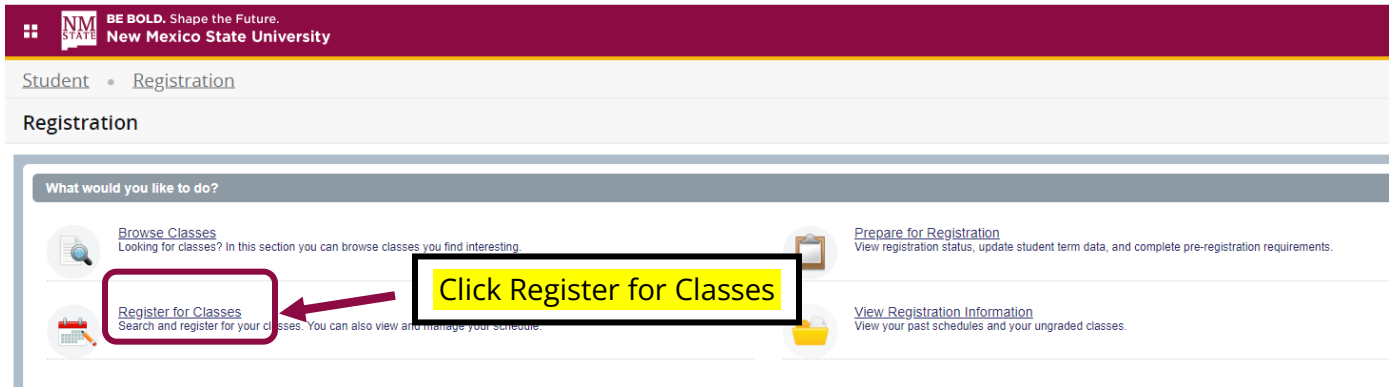 NM
STATE
BE BOLD. Shape the Future.
New Mexico State University
Student • Registration
Registration
What would you like to do?
Browse Classes
Looking for classes? In this section you can browse classes you find interesting.
Prepare for Registration
View registration status, update student term data, and complete pre-registration requirements.
Click Register for Classes
Register for Classes
Search and register for your classes. You can also view and manage your schedule.
View Registration Information
View your past schedules and your ungraded classes.